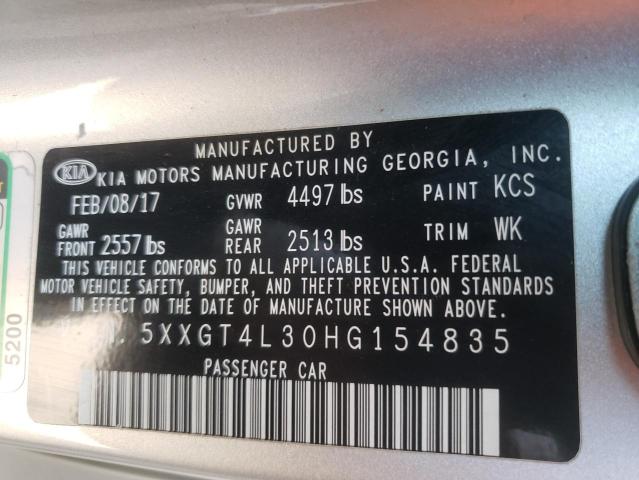 MANUFACTURED BY
KIA KIA MOTORS MANUFACTURING GEORGIA, INC.
FEB/08/17 GVWR 4497 lbs PAINT KCS
GAWR FRONT 2557 lbs GAWR REAR 2513 lbs TRIM WK
THIS VEHICLE CONFORMS TO ALL APPLICABLE U.S.A. FEDERAL
MOTOR VEHICLE SAFETY, BUMPER, AND THEFT PREVENTION STANDARDS
IN EFFECT ON THE DATE OF MANUFACTURE SHOWN ABOVE.
5XXGT4L30HG154835
PASSENGER CAR
5200